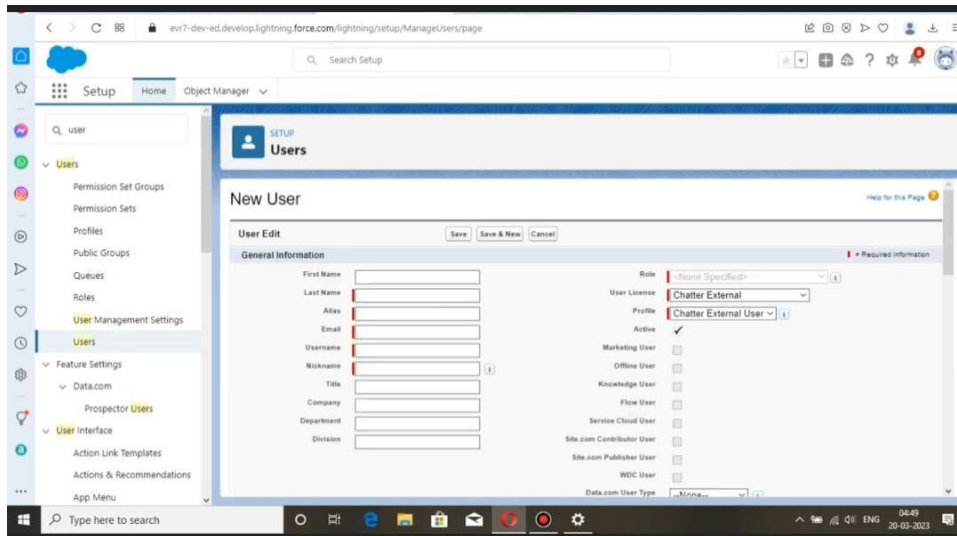 evr7-dev-ed.develop.lightning.force.com/lightning/setup/ManageUsers/page
Search Setup
Setup
Home
Object Manager
user
Users
Permission Set Groups
Permission Sets
Profiles
Public Groups
Queues
Roles
User Management Settings
Users
Feature Settings
Data.com
Prospector Users
User Interface
Action Link Templates
Actions & Recommendations
App Menu
SETUP
Users
New User
Help for this Page
User Edit
Save
Save & New
Cancel
General Information
= Required Information
First Name
Last Name
Alias
Email
Username
Nickname
Title
Company
Department
Division
Role
<None Specified>
User License
Chatter External
Profile
Chatter External User
Active
Marketing User
Offline User
Knowledge User
Flow User
Service Cloud User
Site.com Contributor User
Site.com Publisher User
WDC User
Data.com User Type
--None--
Type here to search
ENG
04:49
20-03-2023